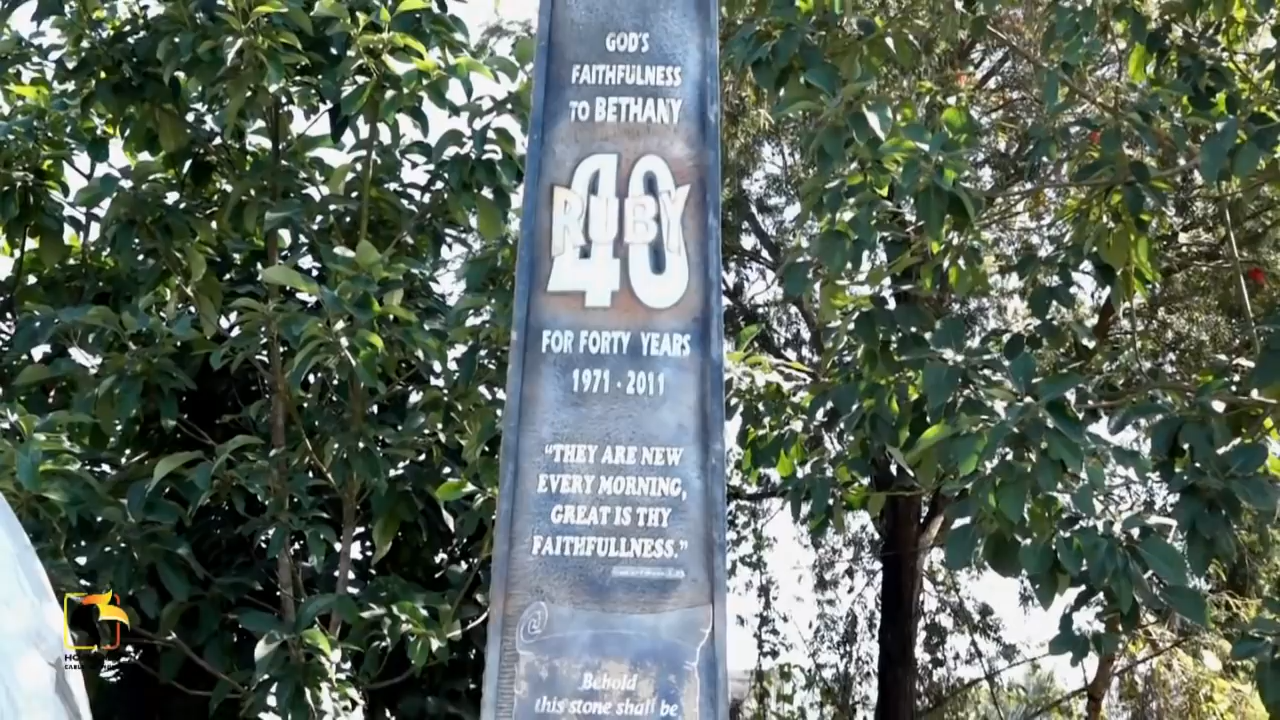 GOD'S
FAITHFULNESS
TO BETHANY
40
RUBY
FOR FORTY YEARS
1971 - 2011
"THEY ARE NEW
EVERY MORNING,
GREAT IS THY
FAITHFULLNESS."
Behold
this stone shall be